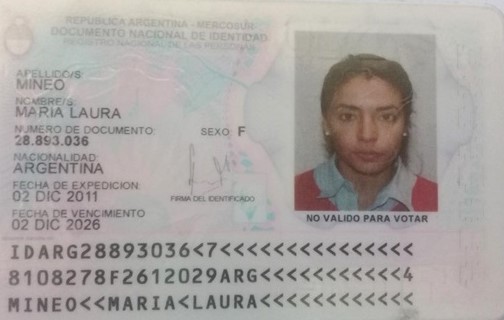 REPUBLICA ARGENTINA - MERCOSUR
DOCUMENTO NACIONAL DE IDENTIDAD
REGISTRO NACIONAL DE LAS PERSONAS
APELLIDO/S
MINEO
NOMBRE/S:
MARIA LAURA
NUMERO DE DOCUMENTO: SEXO F
28.893.036
NACIONALIDAD:
ARGENTINA
FECHA DE EXPEDICION:
02 DIC 2011
FIRMA DEL IDENTIFICADO
FECHA DE VENCIMIENTO
02 DIC 2026
NO VALIDO PARA VOTAR
IDARG28893036<7<<<<<<<<<<<<<<<
8108278F2612029ARG<<<<<<<<<<<4
MINEO<<MARIA<LAURA<<<<<<<<<<<<